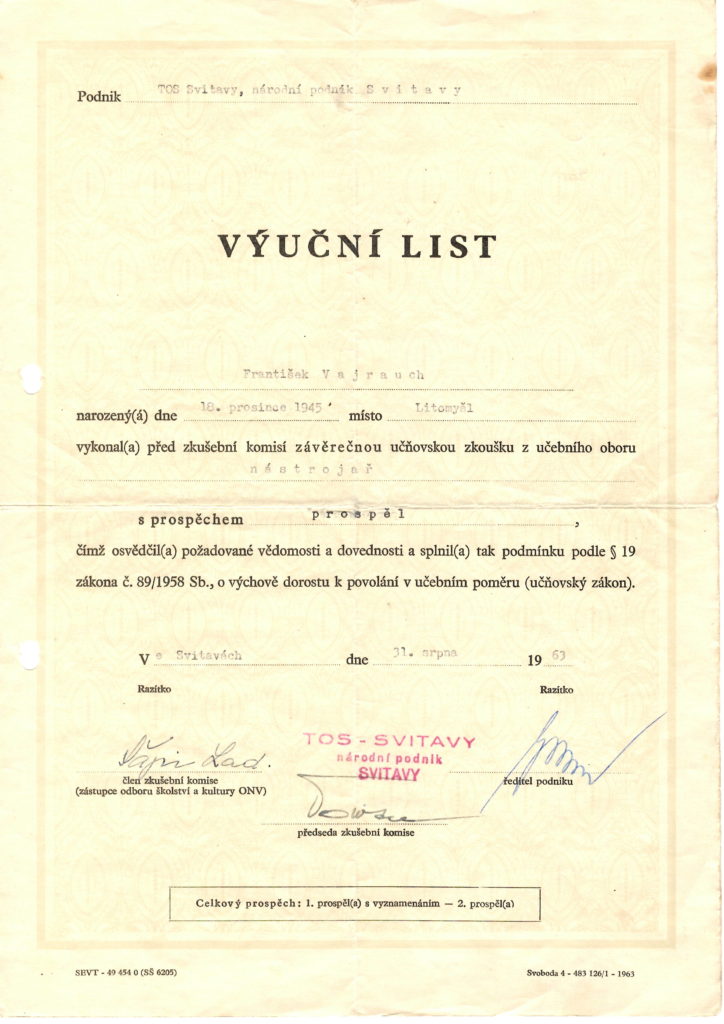 Podnik TOS Svitavy, národní podnik S v i t a v y
VÝUČNÍ LIST
František V a j r a u c h
narozený(á) dne 18. prosince 1945 místo Litomyšl
vykonal(a) před zkušební komisí závěrečnou učňovskou zkoušku z učebního oboru
n á s t r o j a ř
s prospěchem p r o s p ě l ,
čímž osvědčil(a) požadované vědomosti a dovednosti a splnil(a) tak podmínku podle § 19
zákona č. 89/1958 Sb., o výchově dorostu k povolání v učebním poměru (učňovský zákon).
V e Svitavách dne 31. srpna 19 63
Razítko Razítko
TOS - SVITAVY
národní podnik
SVITAVY
Lad.
člen zkušební komise
(zástupce odboru školství a kultury ONV)
ředitel podniku
předseda zkušební komise
Celkový prospěch: 1. prospěl(a) s vyznamenáním — 2. prospěl(a)
SEVT - 49 454 0 (SŠ 6205)
Svoboda 4 - 483 126/1 - 1963